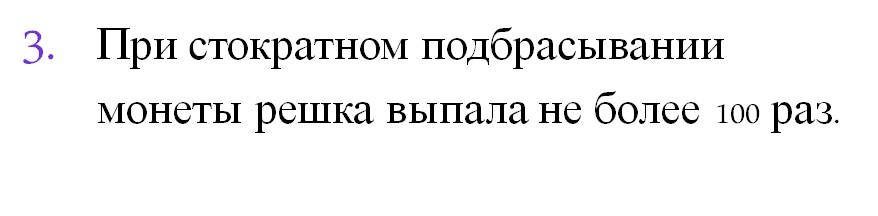 3. При стократном подбрасывании
монеты решка выпала не более 100 раз.